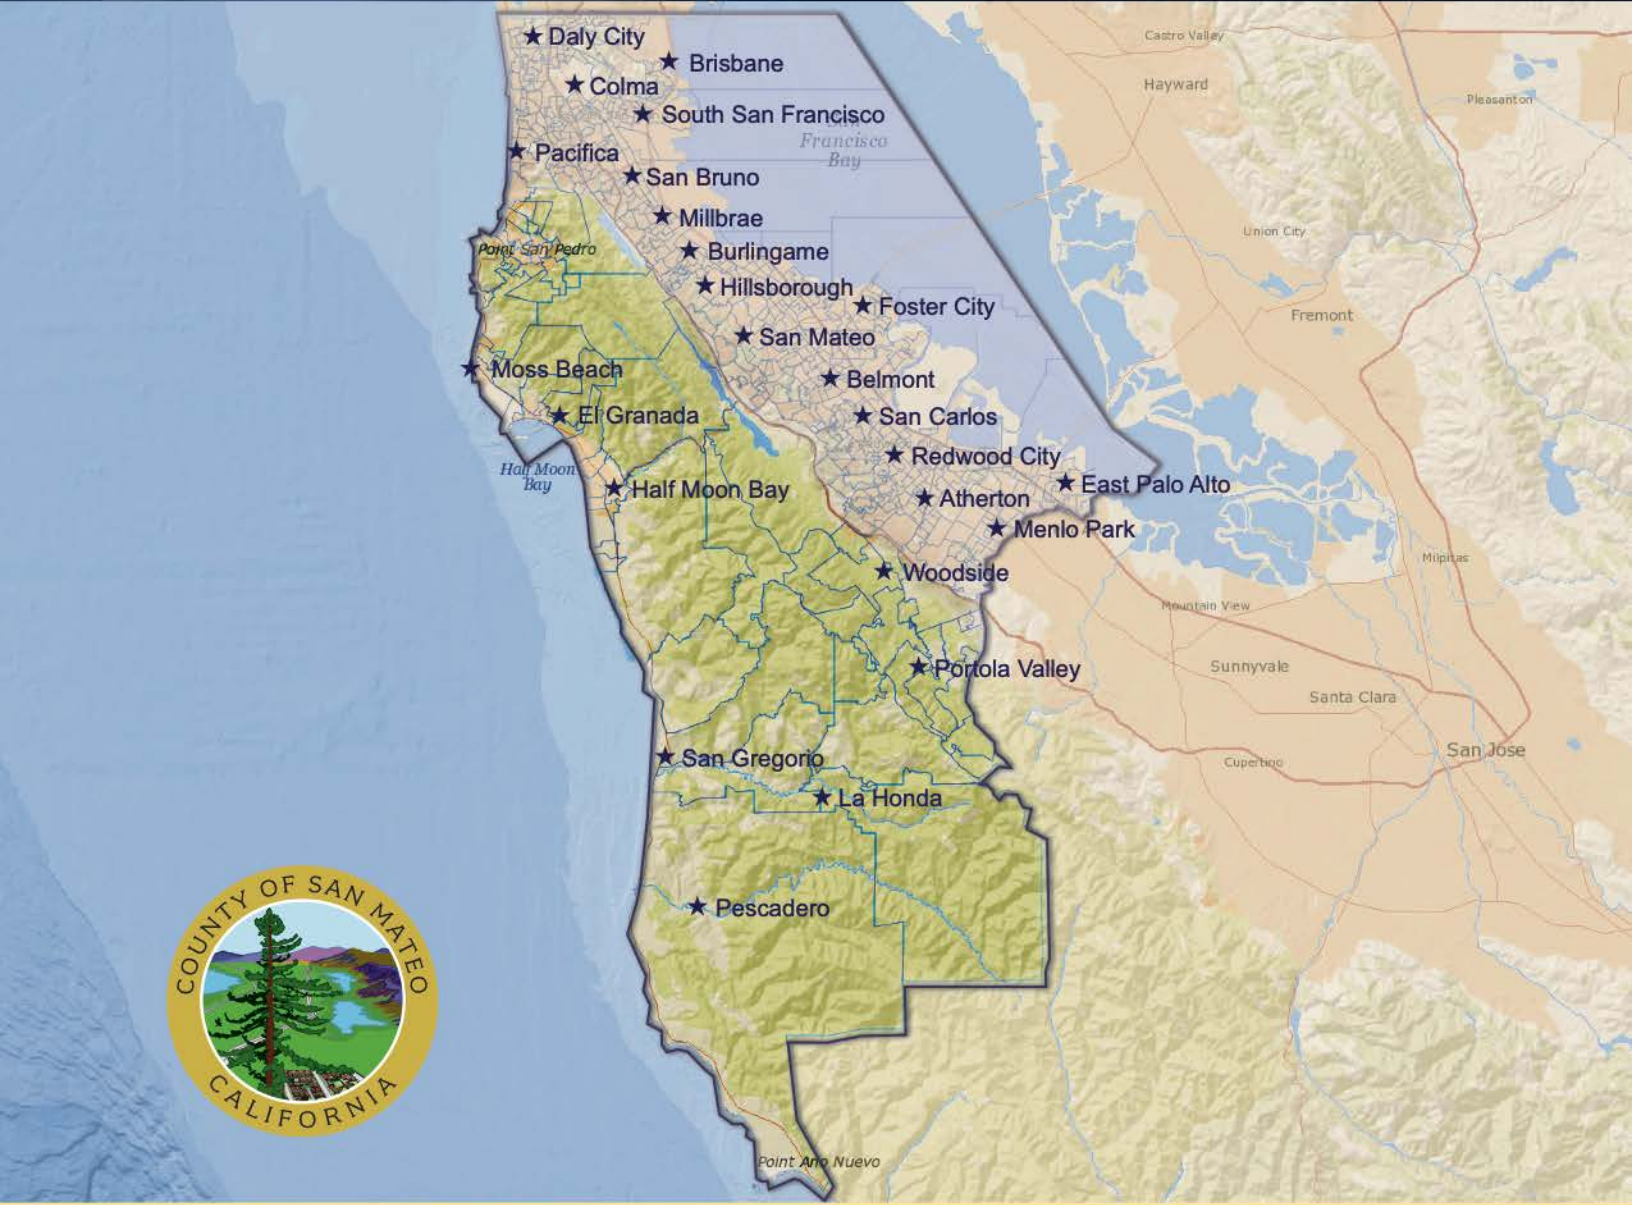 Daly City
Brisbane
Colma
South San Francisco
San
Francisco
Bay
Pacifica
San Bruno
Millbrae
Point San Pedro
Burlingame
Hillsborough
Foster City
San Mateo
Moss Beach
Belmont
El Granada
San Carlos
Half Moon
Bay
Redwood City
Half Moon Bay
Atherton
East Palo Alto
Menlo Park
Woodside
Portola Valley
San Gregorio
La Honda
Pescadero
Point Año Nuevo
Castro Valley
Hayward
Pleasanton
Union City
Fremont
Milpitas
Mountain View
Sunnyvale
Santa Clara
San Jose
Cupertino
COUNTY OF SAN MATEO
CALIFORNIA